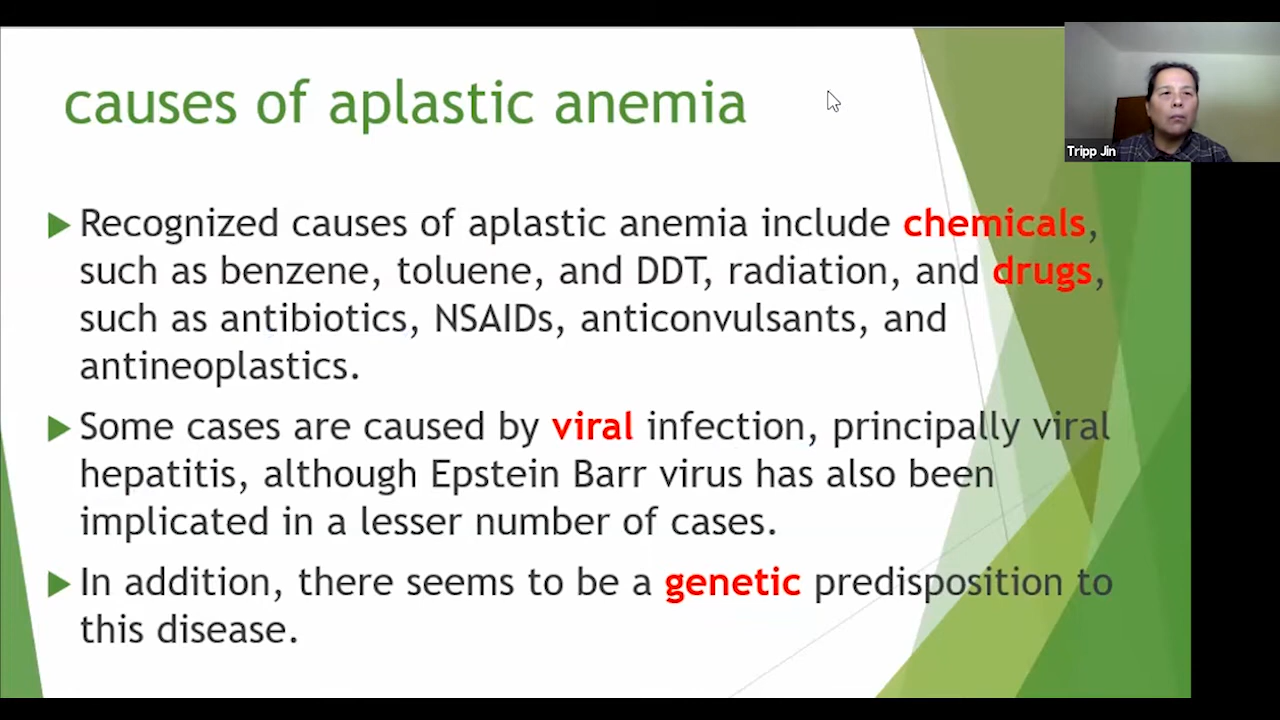 causes of aplastic anemia
Tripp Jin
Recognized causes of aplastic anemia include chemicals,
such as benzene, toluene, and DDT, radiation, and drugs,
such as antibiotics, NSAIDs, anticonvulsants, and
antineoplastics.
Some cases are caused by viral infection, principally viral
hepatitis, although Epstein Barr virus has also been
implicated in a lesser number of cases.
In addition, there seems to be a genetic predisposition to
this disease.